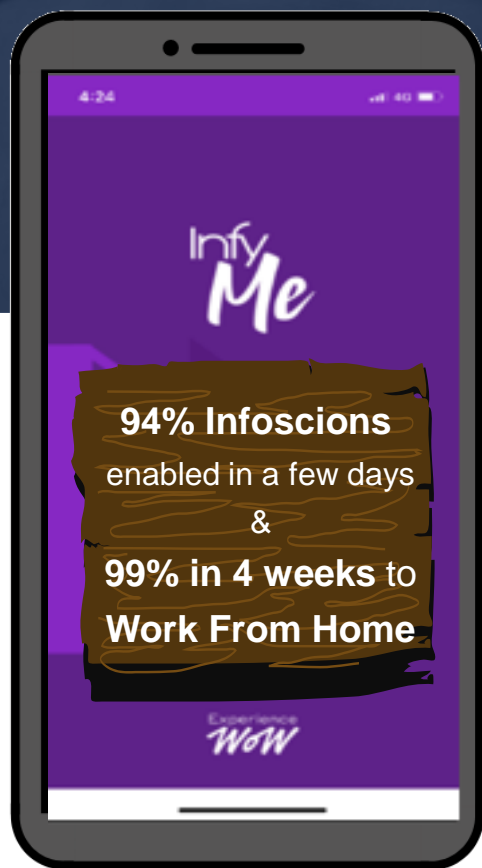 4:24
4G
Infy
Me
94% Infoscions
enabled in a few days
&
99% in 4 weeks to
Work From Home
Experience
WOW